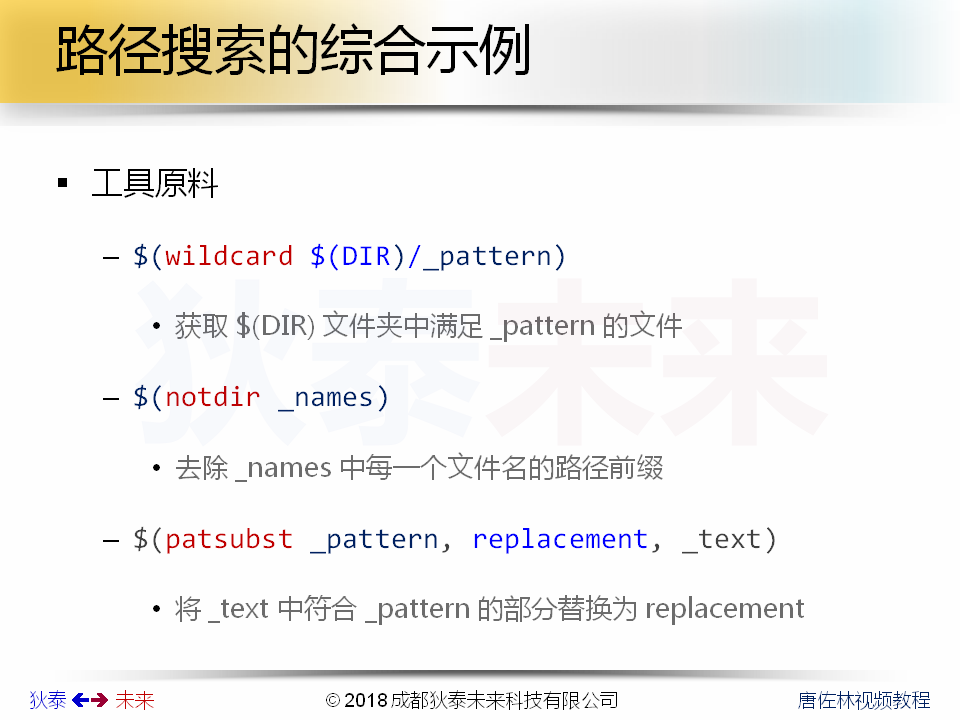 路径搜索的综合示例
▪ 工具原料
– $(wildcard $(DIR)/_pattern)
• 获取 $(DIR) 文件夹中满足 _pattern 的文件
– $(notdir _names)
• 去除 _names 中每一个文件名的路径前缀
– $(patsubst _pattern, replacement, _text)
• 将 _text 中符合 _pattern 的部分替换为 replacement
狄泰未来
狄泰 未来
© 2018 成都狄泰未来科技有限公司
唐佐林视频教程